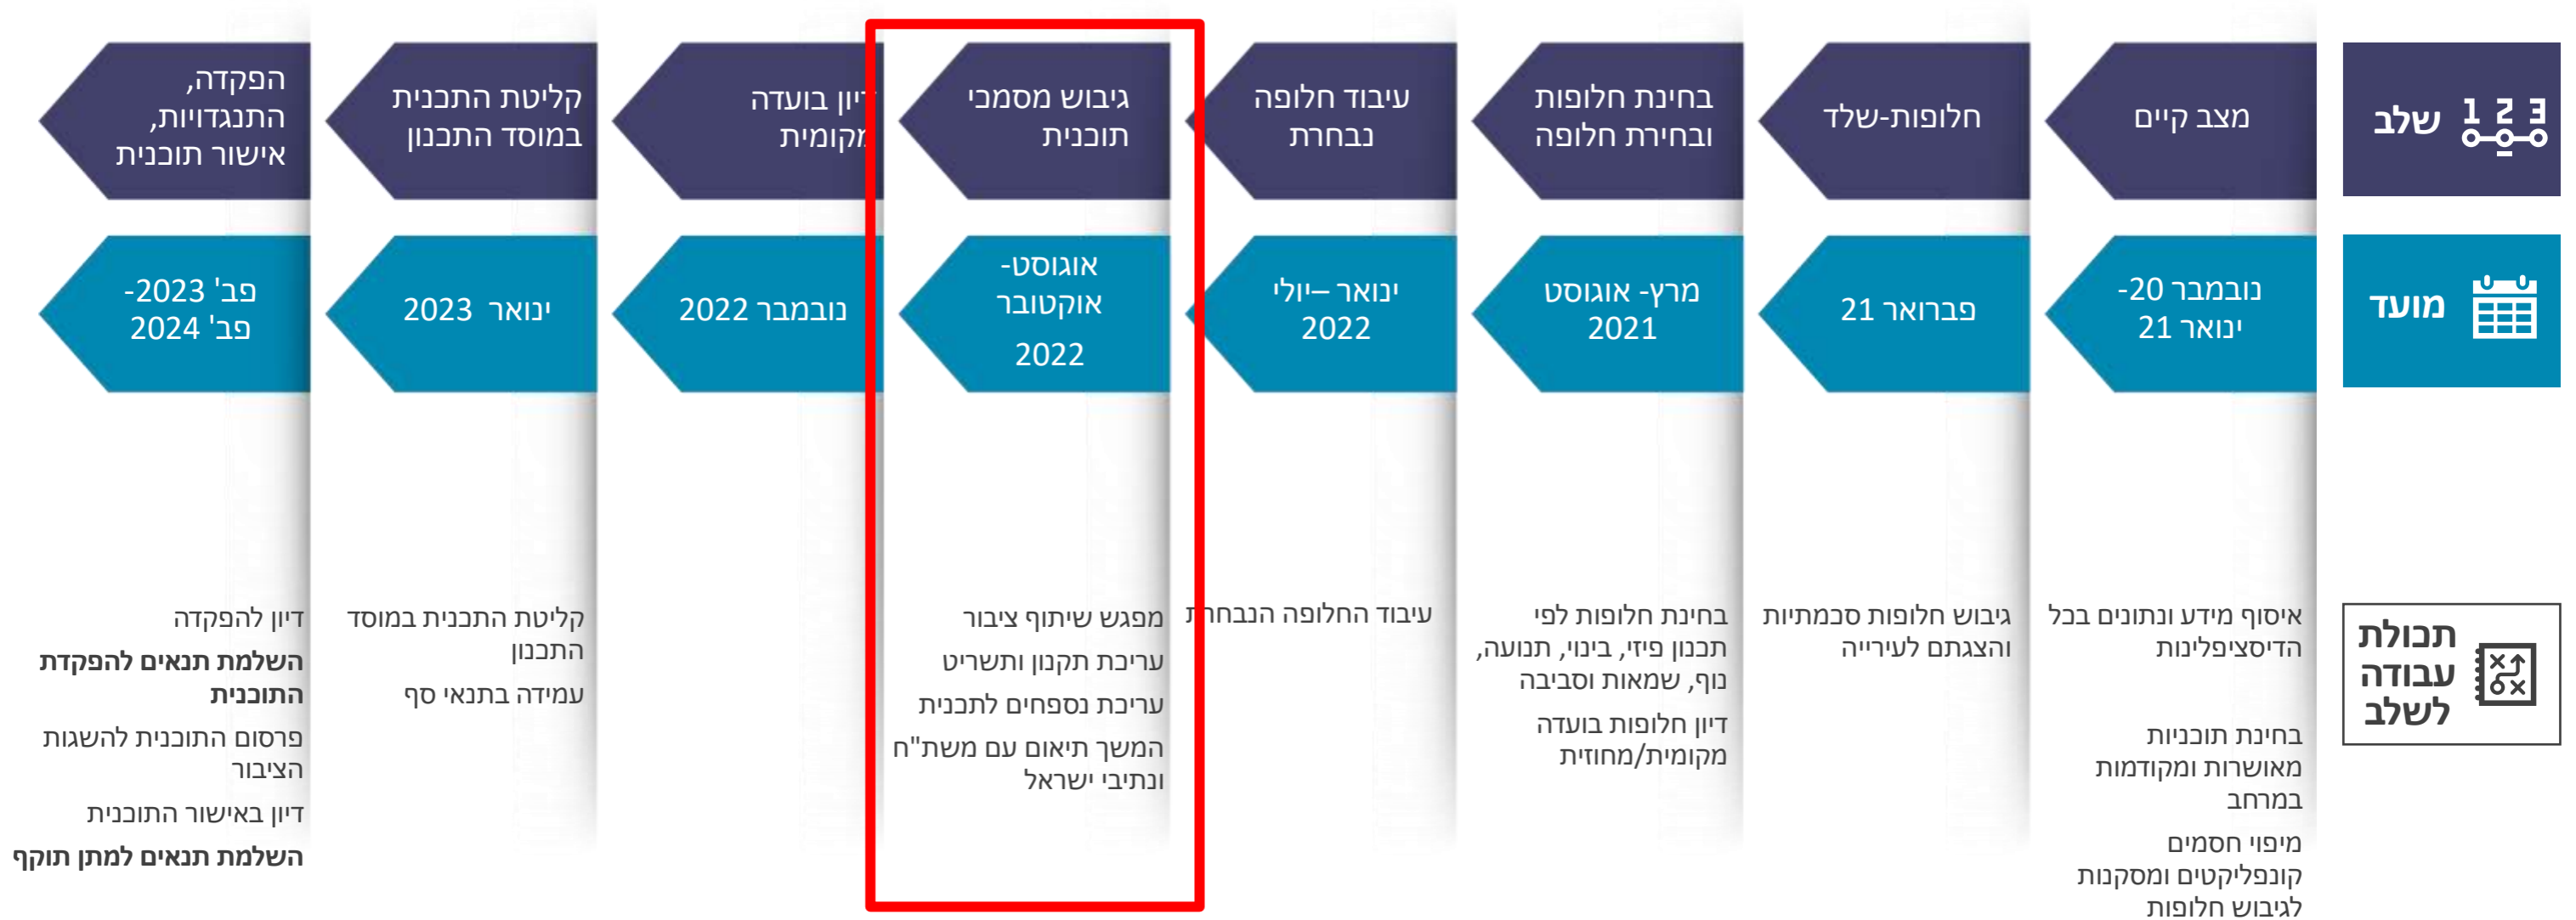 שלב
1 2 3
מצב קיים
חלופות-שלד
בחינת חלופות
ובחירת חלופה
עיבוד חלופה
נבחרת
גיבוש מסמכי
תוכנית
דיון בועדה
מקומית
קליטת התכנית
במוסד התכנון
הפקדה,
התנגדויות,
אישור תוכנית
מועד
נובמבר 20-
ינואר 21
פברואר 21
מרץ- אוגוסט
2021
ינואר –יולי
2022
אוגוסט-
אוקטובר
2022
נובמבר 2022
ינואר 2023
פב' 2023-
פב' 2024
תכולת
עבודה
לשלב
איסוף מידע ונתונים בכל
הדיסציפלינות
בחינת תוכניות
מאושרות ומקודמות
במרחב
מיפוי חסמים
קונפליקטים ומסקנות
לגיבוש חלופות
גיבוש חלופות סכמתיות
והצגתם לעירייה
בחינת חלופות לפי
תכנון פיזי, בינוי, תנועה,
נוף, שמאות וסביבה
דיון חלופות בועדה
מקומית/מחוזית
עיבוד החלופה הנבחרת
מפגש שיתוף ציבור
עריכת תקנון ותשריט
עריכת נספחים לתכנית
המשך תיאום עם משת"ח
ונתיבי ישראל
קליטת התכנית במוסד
התכנון
עמידה בתנאי סף
דיון להפקדה
השלמת תנאים להפקדת
התוכנית
פרסום התוכנית להשגות
הציבור
דיון באישור התוכנית
השלמת תנאים למתן תוקף